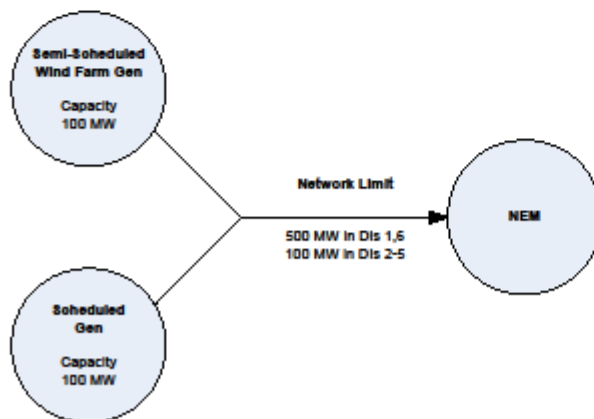 Semi-Scheduled
Wind Farm Gen
Capacity
100 MW
Network Limit
500 MW in DIs 1,6
100 MW in DIs 2-5
NEM
Scheduled
Gen
Capacity
100 MW